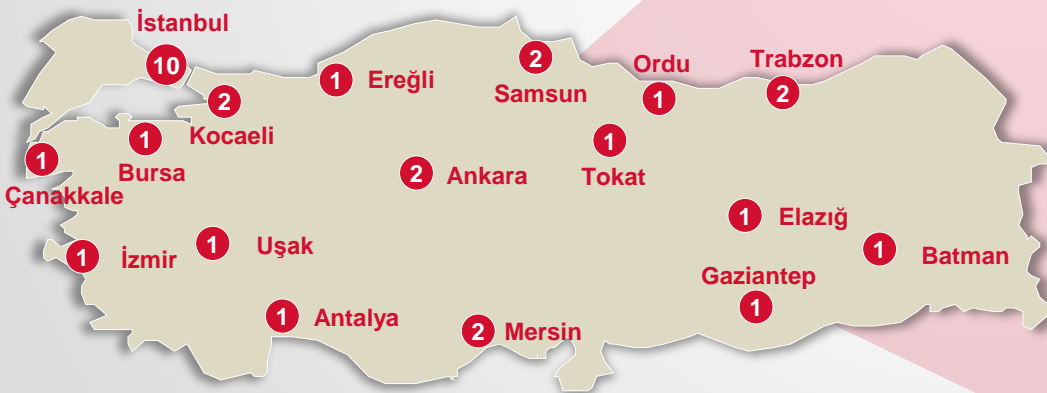 İstanbul
10
2
Kocaeli
1
Ereğli
2
Samsun
Ordu
1
Trabzon
2
1
Bursa
1
Çanakkale
2
Ankara
1
Tokat
1
İzmir
1
Uşak
1
Elazığ
1
Batman
Gaziantep
1
1
Antalya
2
Mersin